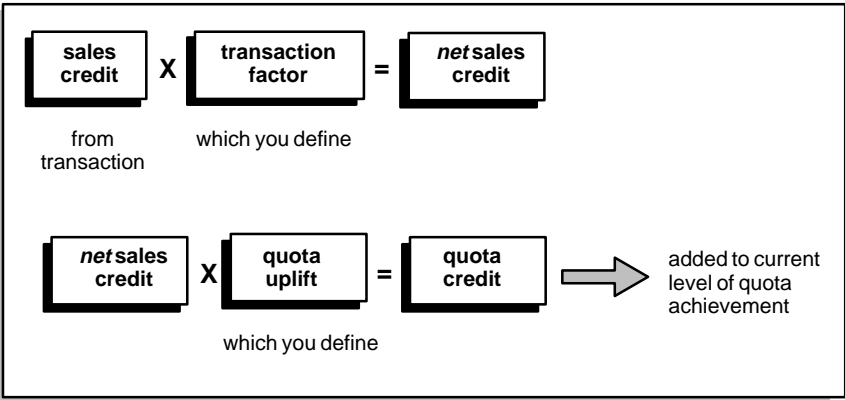 sales
credit
X
transaction
factor
=
net sales
credit
from
transaction
which you define
net sales
credit
X
quota
uplift
=
quota
credit
added to current
level of quota
achievement
which you define